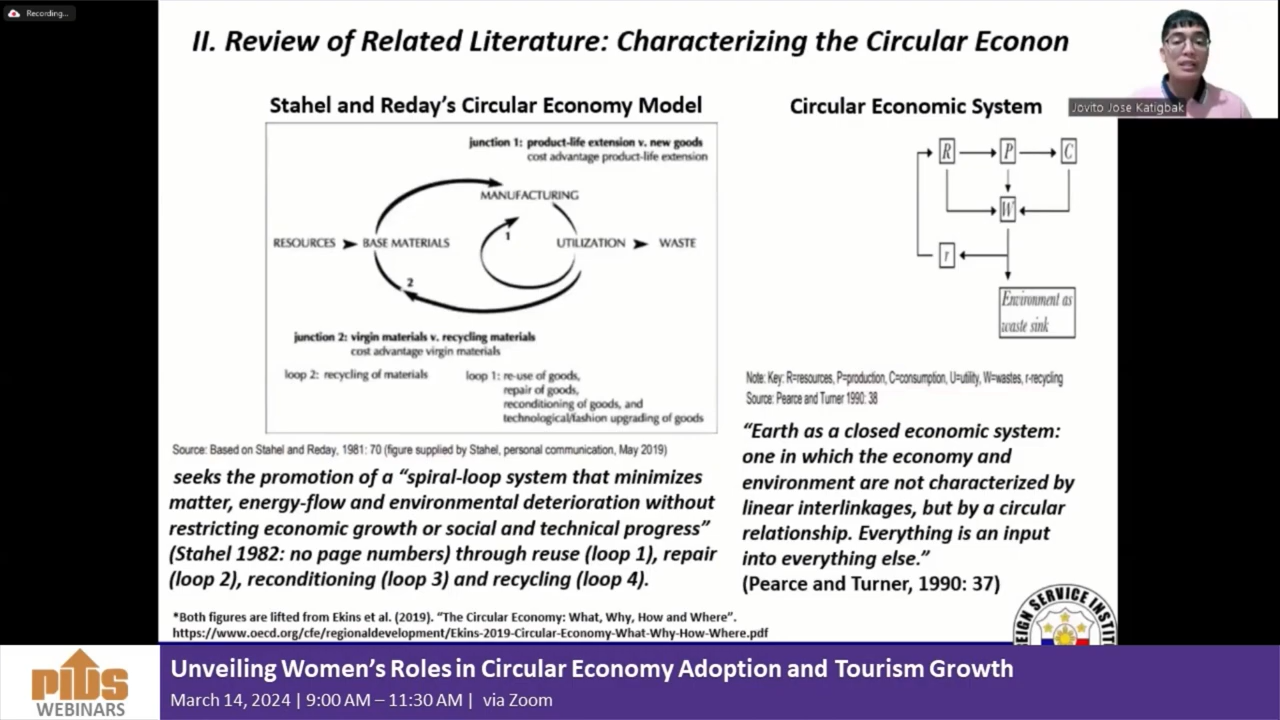 Recording...
II. Review of Related Literature: Characterizing the Circular Econon
Jovito Jose Katigbak
Stahel and Reday's Circular Economy Model
junction 1: product-life extension v. new goods
cost advantage product-life extension
MANUFACTURING
1
RESOURCES
BASE MATERIALS
UTILIZATION
WASTE
2
junction 2: virgin materials v. recycling materials
cost advantage virgin materials
loop 2: recycling of materials
loop 1: re-use of goods,
repair of goods,
reconditioning of goods, and
technological/fashion upgrading of goods
Source: Based on Stahel and Reday, 1981: 70 (figure supplied by Stahel, personal communication, May 2019)
seeks the promotion of a “spiral-loop system that minimizes
matter, energy-flow and environmental deterioration without
restricting economic growth or social and technical progress”
(Stahel 1982: no page numbers) through reuse (loop 1), repair
(loop 2), reconditioning (loop 3) and recycling (loop 4).
Circular Economic System
R
P
C
W
r
Environment as
waste sink
Note: Key: R=resources, P=production, C=consumption, U=utility, W=wastes, r-recycling
Source: Pearce and Turner 1990: 38
“Earth as a closed economic system:
one in which the economy and
environment are not characterized by
linear interlinkages, but by a circular
relationship. Everything is an input
into everything else.”
(Pearce and Turner, 1990: 37)
*Both figures are lifted from Ekins et al. (2019). “The Circular Economy: What, Why, How and Where”.
https://www.oecd.org/cfe/regionaldevelopment/Ekins-2019-Circular-Economy-What-Why-How-Where.pdf
EIGN SERVICE INSTIT
PIDS
WEBINARS
Unveiling Women's Roles in Circular Economy Adoption and Tourism Growth
March 14, 2024 | 9:00 AM – 11:30 AM | via Zoom